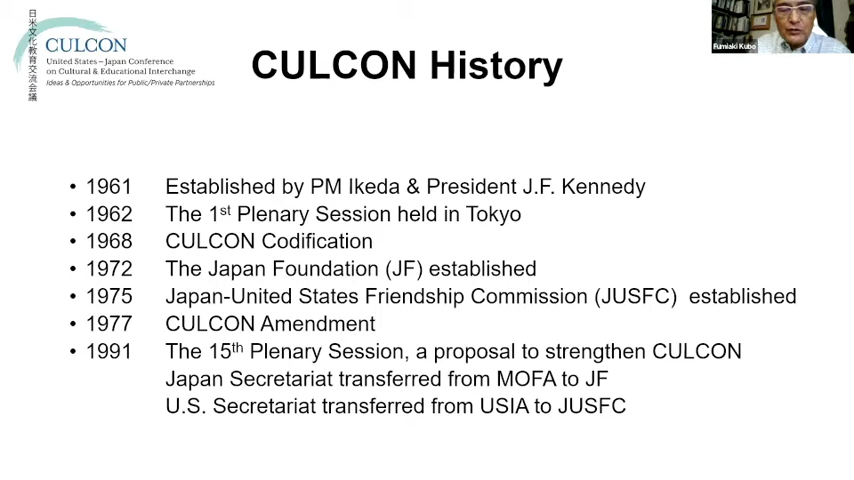 日米文化教育交流会議
CULCON
United States – Japan Conference
on Cultural & Educational Interchange
Ideas & Opportunities for Public/Private Partnerships
CULCON History
Fumiaki Kubo
• 1961 Established by PM Ikeda & President J.F. Kennedy
• 1962 The 1st Plenary Session held in Tokyo
• 1968 CULCON Codification
• 1972 The Japan Foundation (JF) established
• 1975 Japan-United States Friendship Commission (JUSFC) established
• 1977 CULCON Amendment
• 1991 The 15th Plenary Session, a proposal to strengthen CULCON
Japan Secretariat transferred from MOFA to JF
U.S. Secretariat transferred from USIA to JUSFC